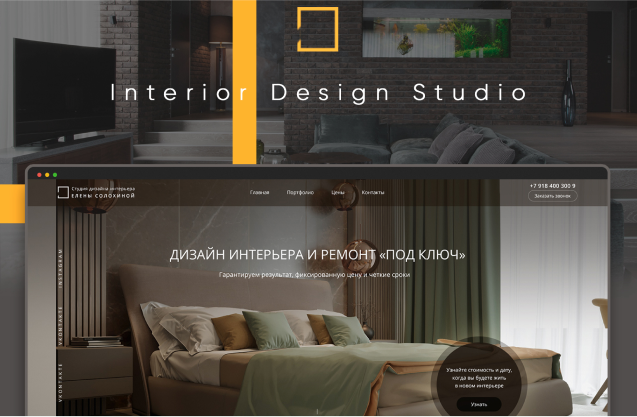 Interior Design Studio
Студия дизайна интерьера
ЕЛЕНЫ СОЛОХИНОЙ
Главная
Портфолио
Цены
Контакты
+7 918 400 300 9
Заказать звонок
ДИЗАЙН ИНТЕРЬЕРА И РЕМОНТ «ПОД КЛЮЧ»
Гарантируем результат, фиксированную цену и четкие сроки
INSTAGRAM
VKONTAKTE
VKONTAKTE
Узнайте стоимость и дату,
когда вы будете жить
в новом интерьере
Узнать